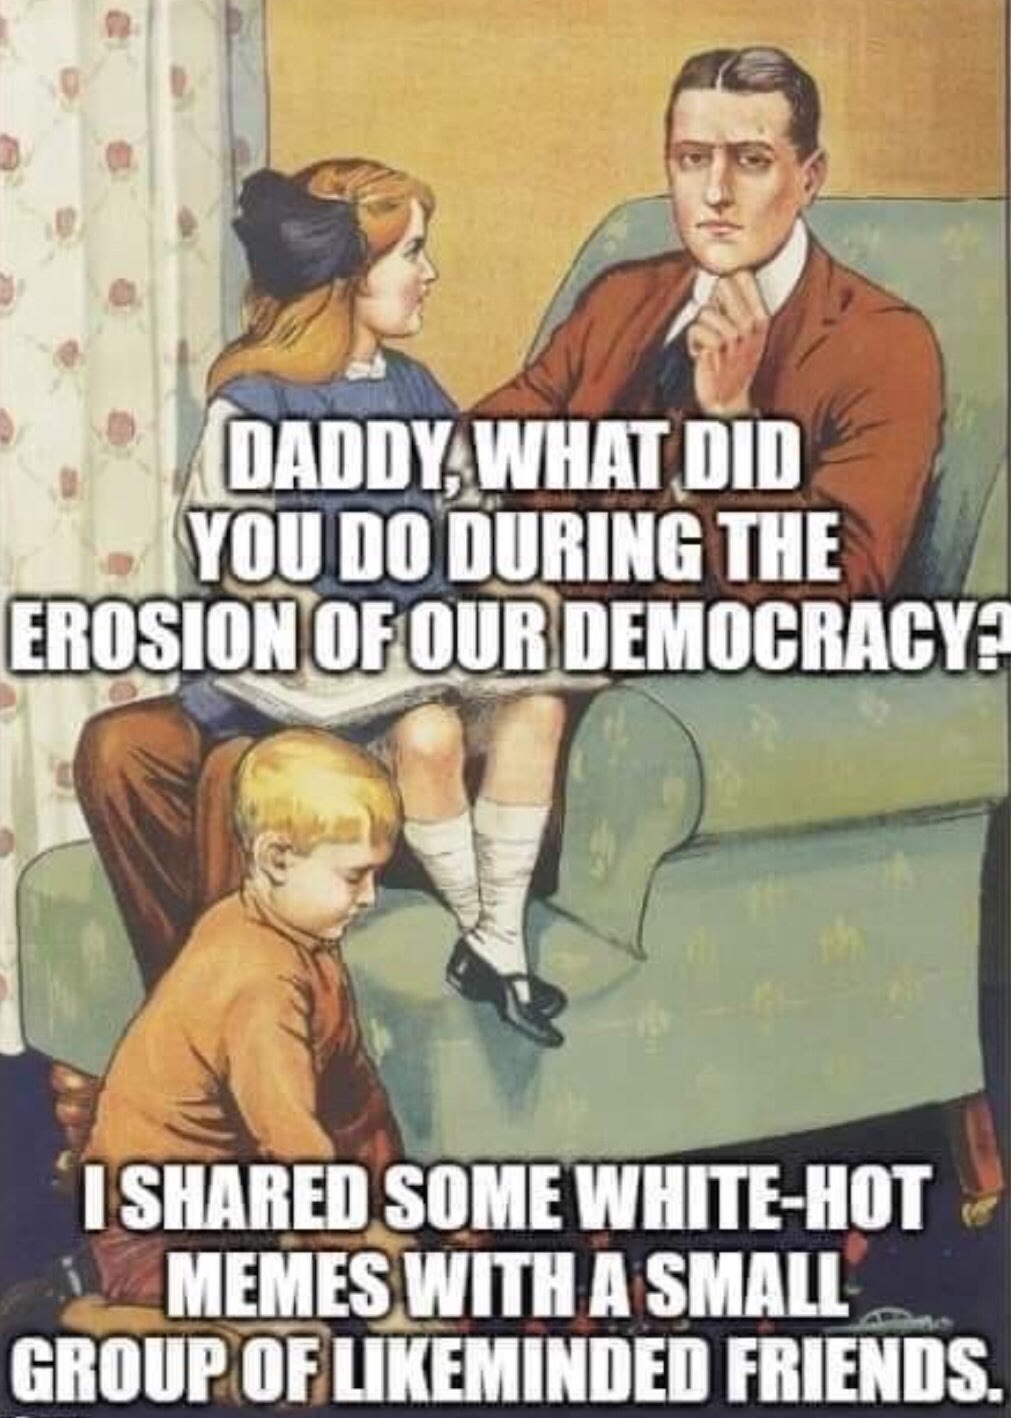 DADDY, WHAT DID
YOU DO DURING THE
EROSION OF OUR DEMOCRACY?
I SHARED SOME WHITE-HOT
MEMES WITH A SMALL
GROUP OF LIKEMINDED FRIENDS.